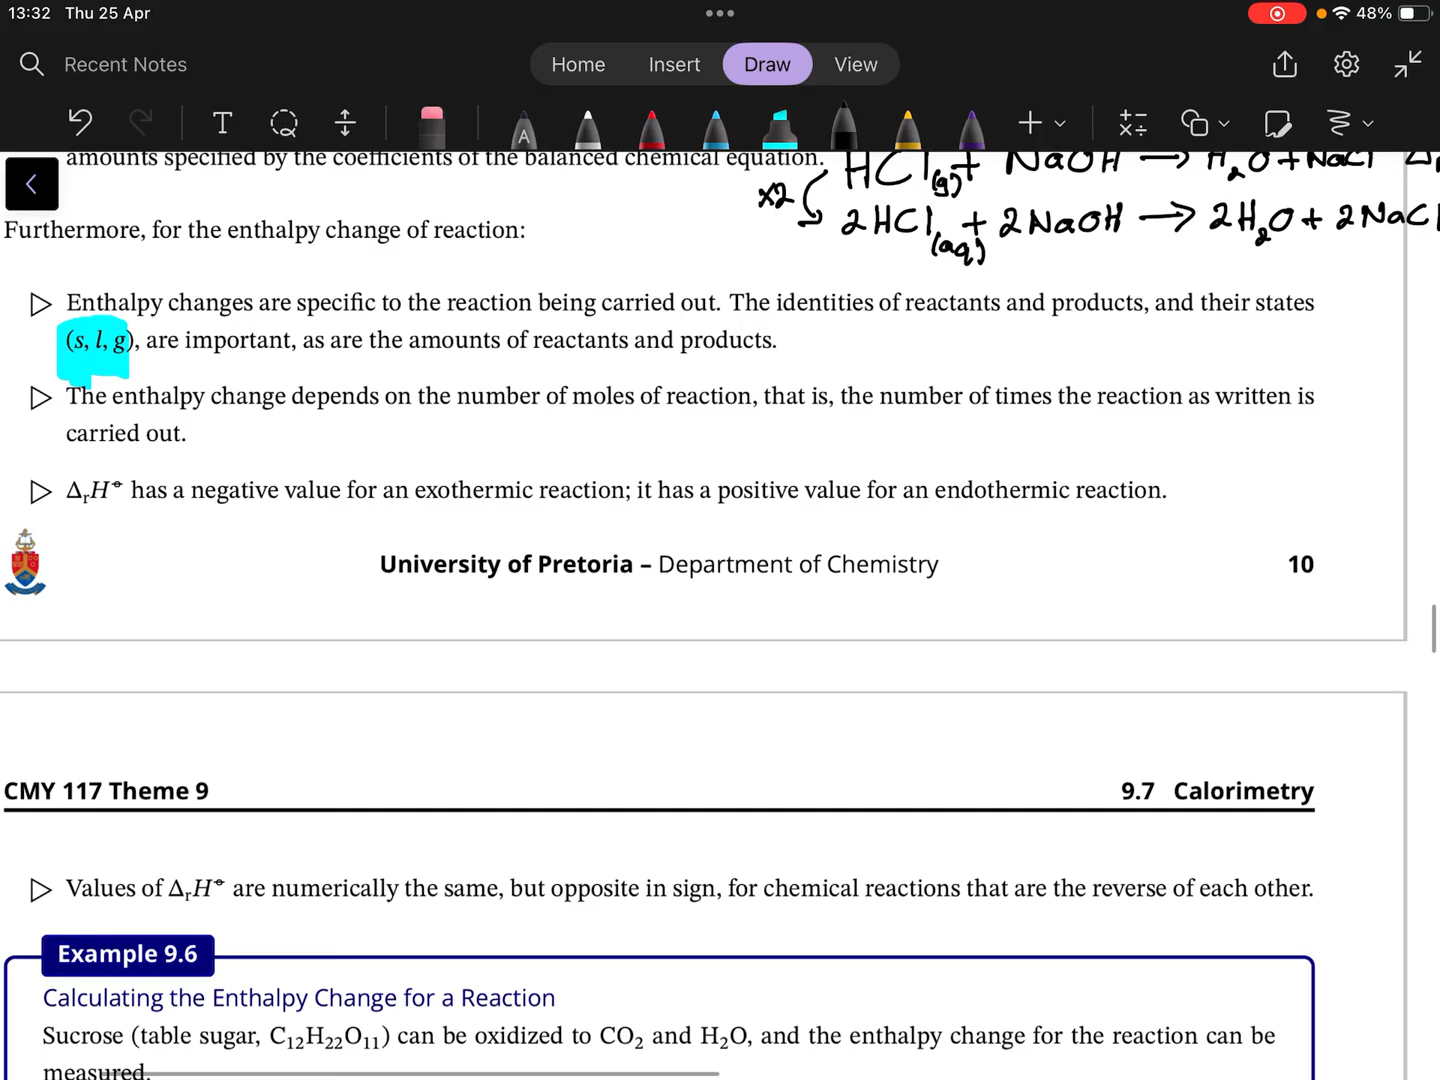 13:32 Thu 25 Apr
48%
Recent Notes
Home Insert Draw View
T A
amounts specified by the coefficients of the balanced chemical equation.
HCl(g) + NaOH → H₂O + NaCl
×2
2HCl(aq) + 2NaOH → 2H₂O + 2NaCl
Furthermore, for the enthalpy change of reaction:
▷ Enthalpy changes are specific to the reaction being carried out. The identities of reactants and products, and their states
(s, l, g), are important, as are the amounts of reactants and products.
▷ The enthalpy change depends on the number of moles of reaction, that is, the number of times the reaction as written is
carried out.
▷ ΔᵣH° has a negative value for an exothermic reaction; it has a positive value for an endothermic reaction.
University of Pretoria – Department of Chemistry 10
CMY 117 Theme 9 9.7 Calorimetry
▷ Values of ΔᵣH° are numerically the same, but opposite in sign, for chemical reactions that are the reverse of each other.
Example 9.6
Calculating the Enthalpy Change for a Reaction
Sucrose (table sugar, C₁₂H₂₂O₁₁) can be oxidized to CO₂ and H₂O, and the enthalpy change for the reaction can be
measured.